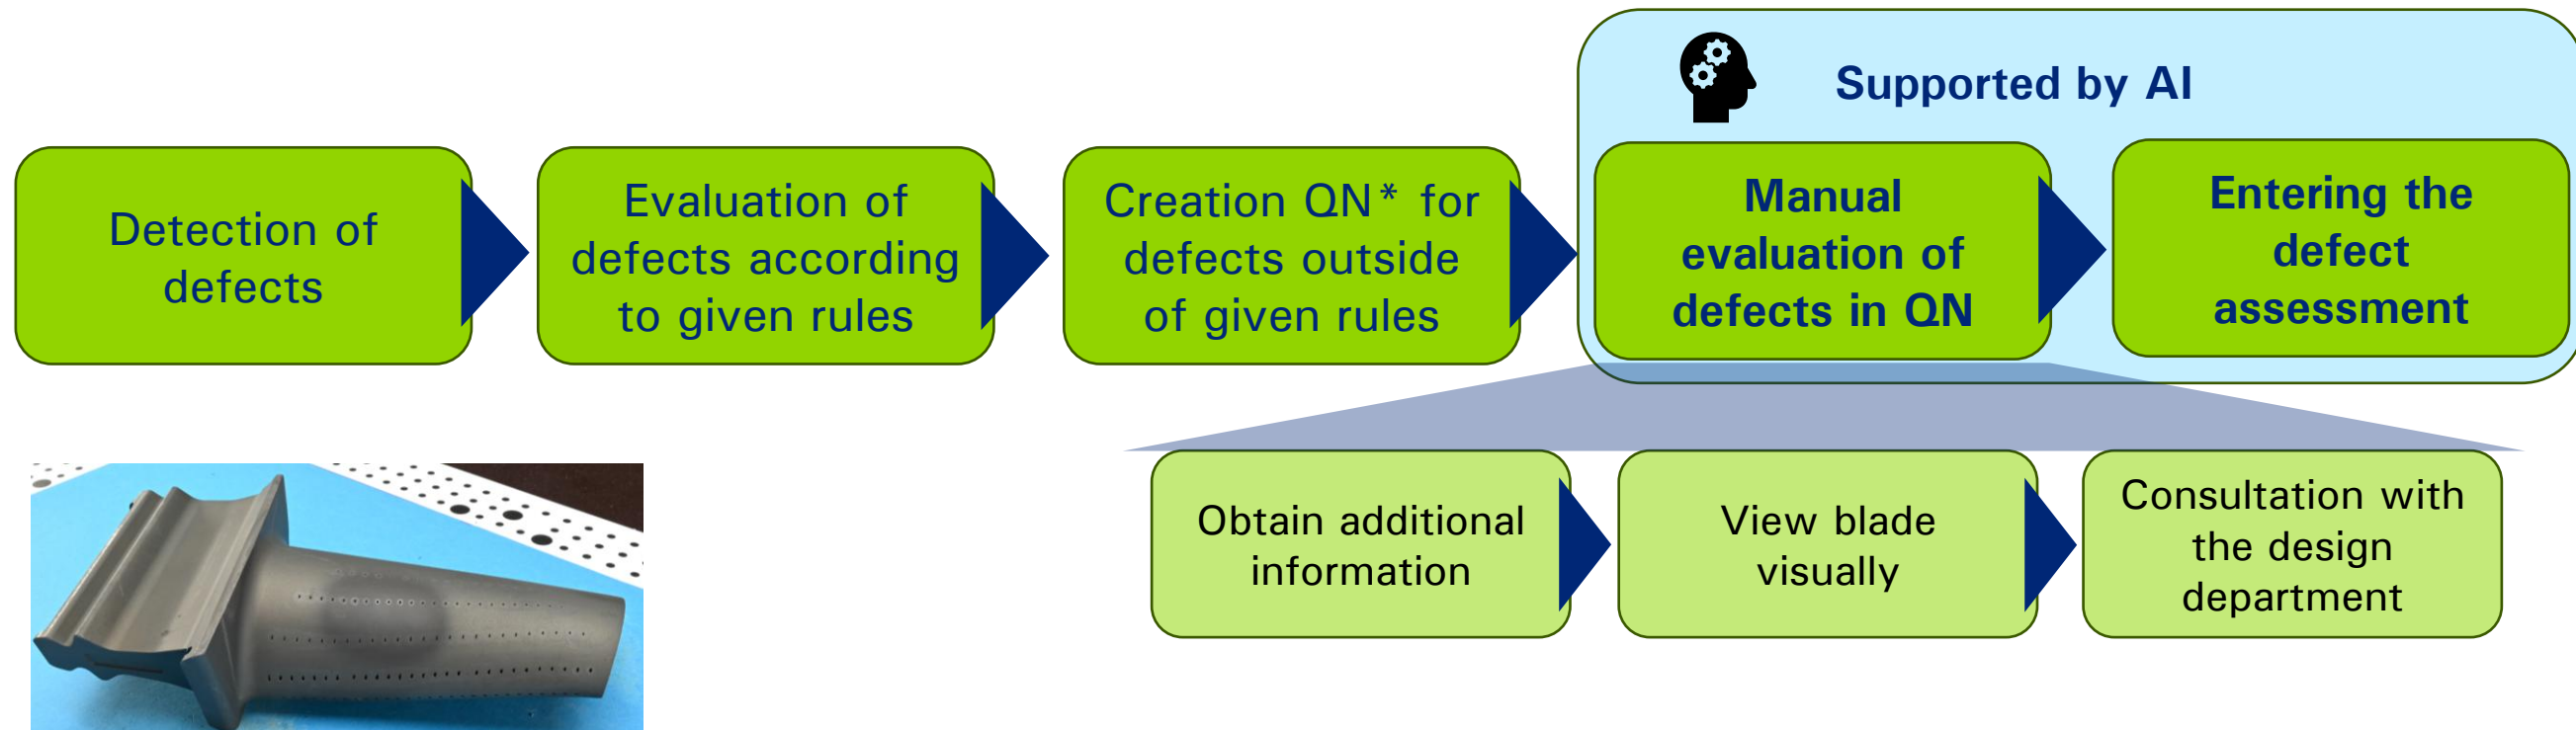 Supported by AI
Detection of
defects
Evaluation of
defects according
to given rules
Creation QN* for
defects outside
of given rules
Manual
evaluation of
defects in QN
Entering the
defect
assessment
Obtain additional
information
View blade
visually
Consultation with
the design
department